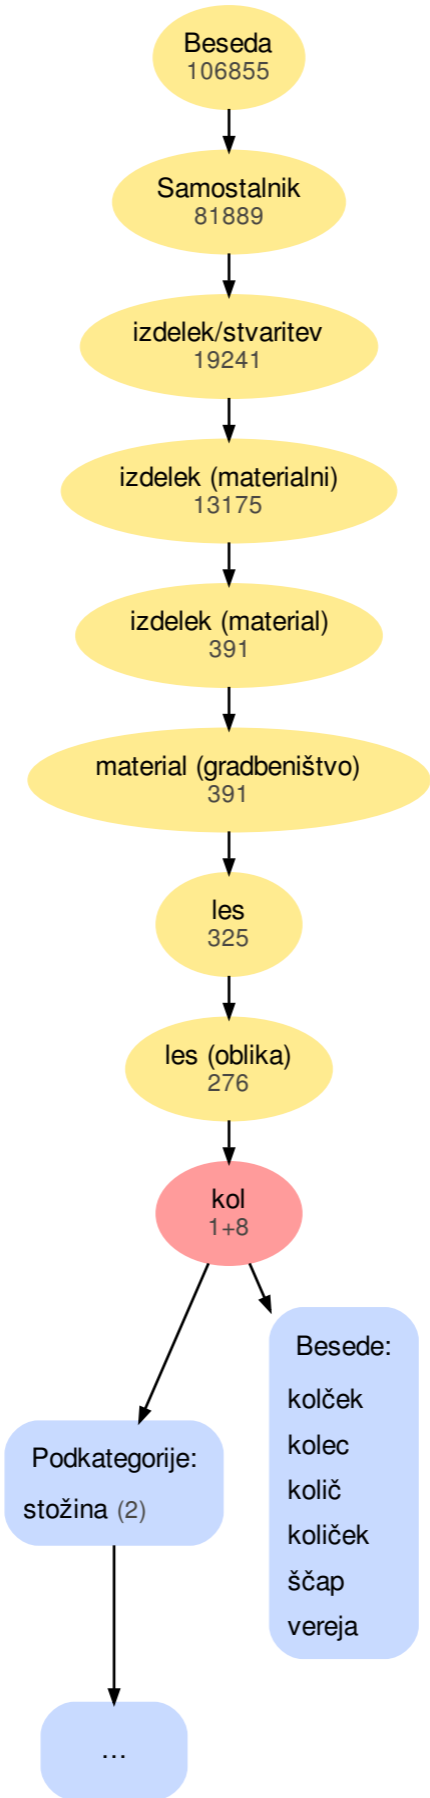 Beseda
106855
Samostalnik
81889
izdelek/stvaritev
19241
izdelek (materialni)
13175
izdelek (material)
391
material (gradbeništvo)
391
les
325
les (oblika)
276
kol
1+8
Besede:
kolček
kolec
količ
količek
ščap
vereja
Podkategorije:
stožina (2)
...